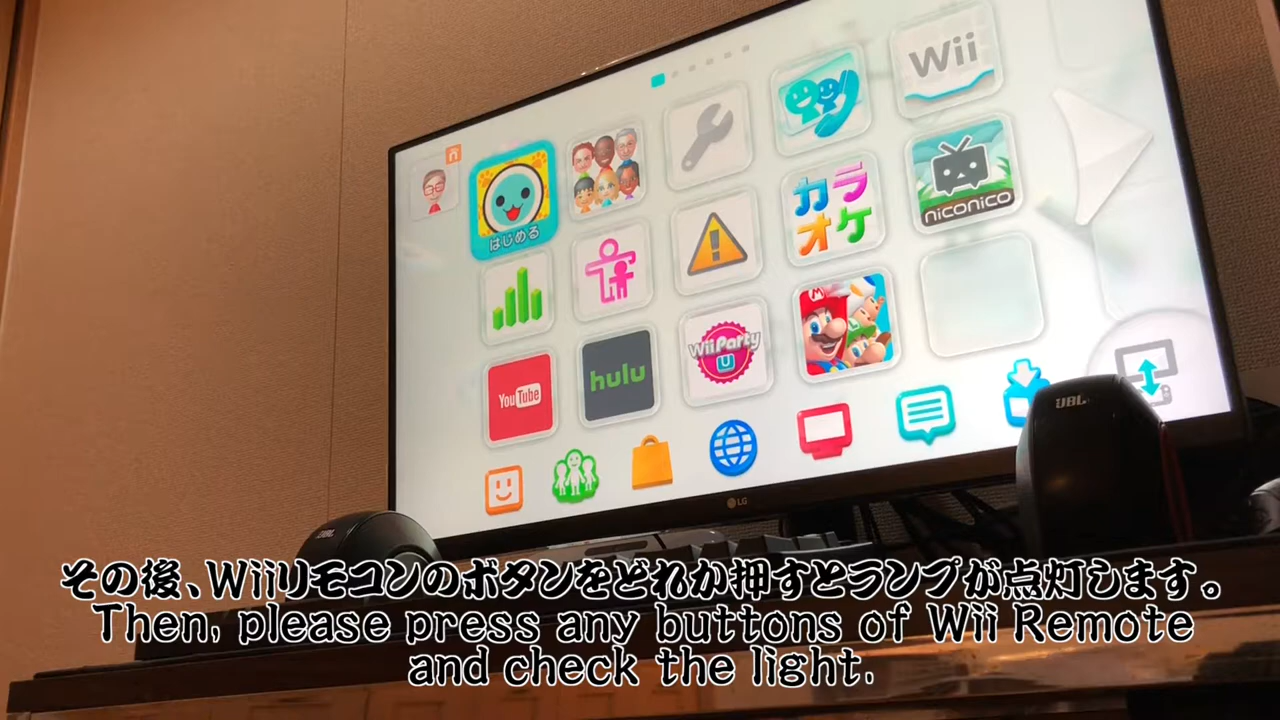 Wii
はじめる
カラオケ
niconico
YouTube
hulu
Wii Party
U
M
LG
JBL
JBL
その後、Wiiリモコンのボタンをどれか押すとランプが点灯します。
Then, please press any buttons of Wii Remote
and check the light.